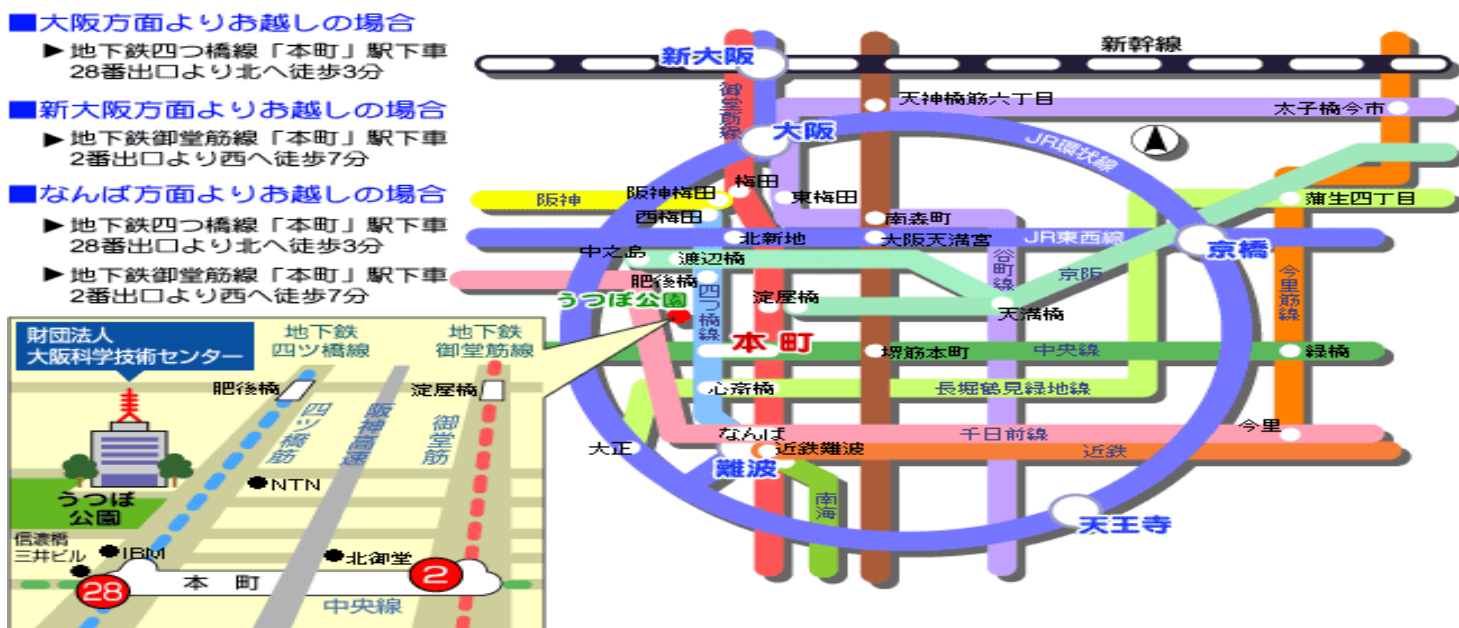 ■大阪方面よりお越しの場合
▶地下鉄四つ橋線「本町」駅下車
28番出口より北へ徒歩3分
■新大阪方面よりお越しの場合
▶地下鉄御堂筋線「本町」駅下車
2番出口より西へ徒歩7分
■なんば方面よりお越しの場合
▶地下鉄四つ橋線「本町」駅下車
28番出口より北へ徒歩3分
▶地下鉄御堂筋線「本町」駅下車
2番出口より西へ徒歩7分
新大阪
新幹線
御堂筋線
天神橋筋六丁目
太子橋今市
大阪
JR環状線
阪神
阪神梅田
梅田
西梅田
東梅田
南森町
蒲生四丁目
北新地
大阪天満宮
JR東西線
京橋
中之島
渡辺橋
谷町線
京阪
肥後橋
四つ橋線
淀屋橋
天満橋
今里筋線
うつぼ公園
本町
堺筋本町
中央線
緑橋
心斎橋
長堀鶴見緑地線
なんば
千日前線
今里
大正
近鉄難波
近鉄
難波
南海
天王寺
財団法人
大阪科学技術センター
地下鉄
四ツ橋線
地下鉄
御堂筋線
肥後橋
淀屋橋
四ツ橋筋
阪神高速
御堂筋
NTN
うつぼ
公園
信濃橋
三井ビル
IBM
北御堂
28
本町
2
中央線